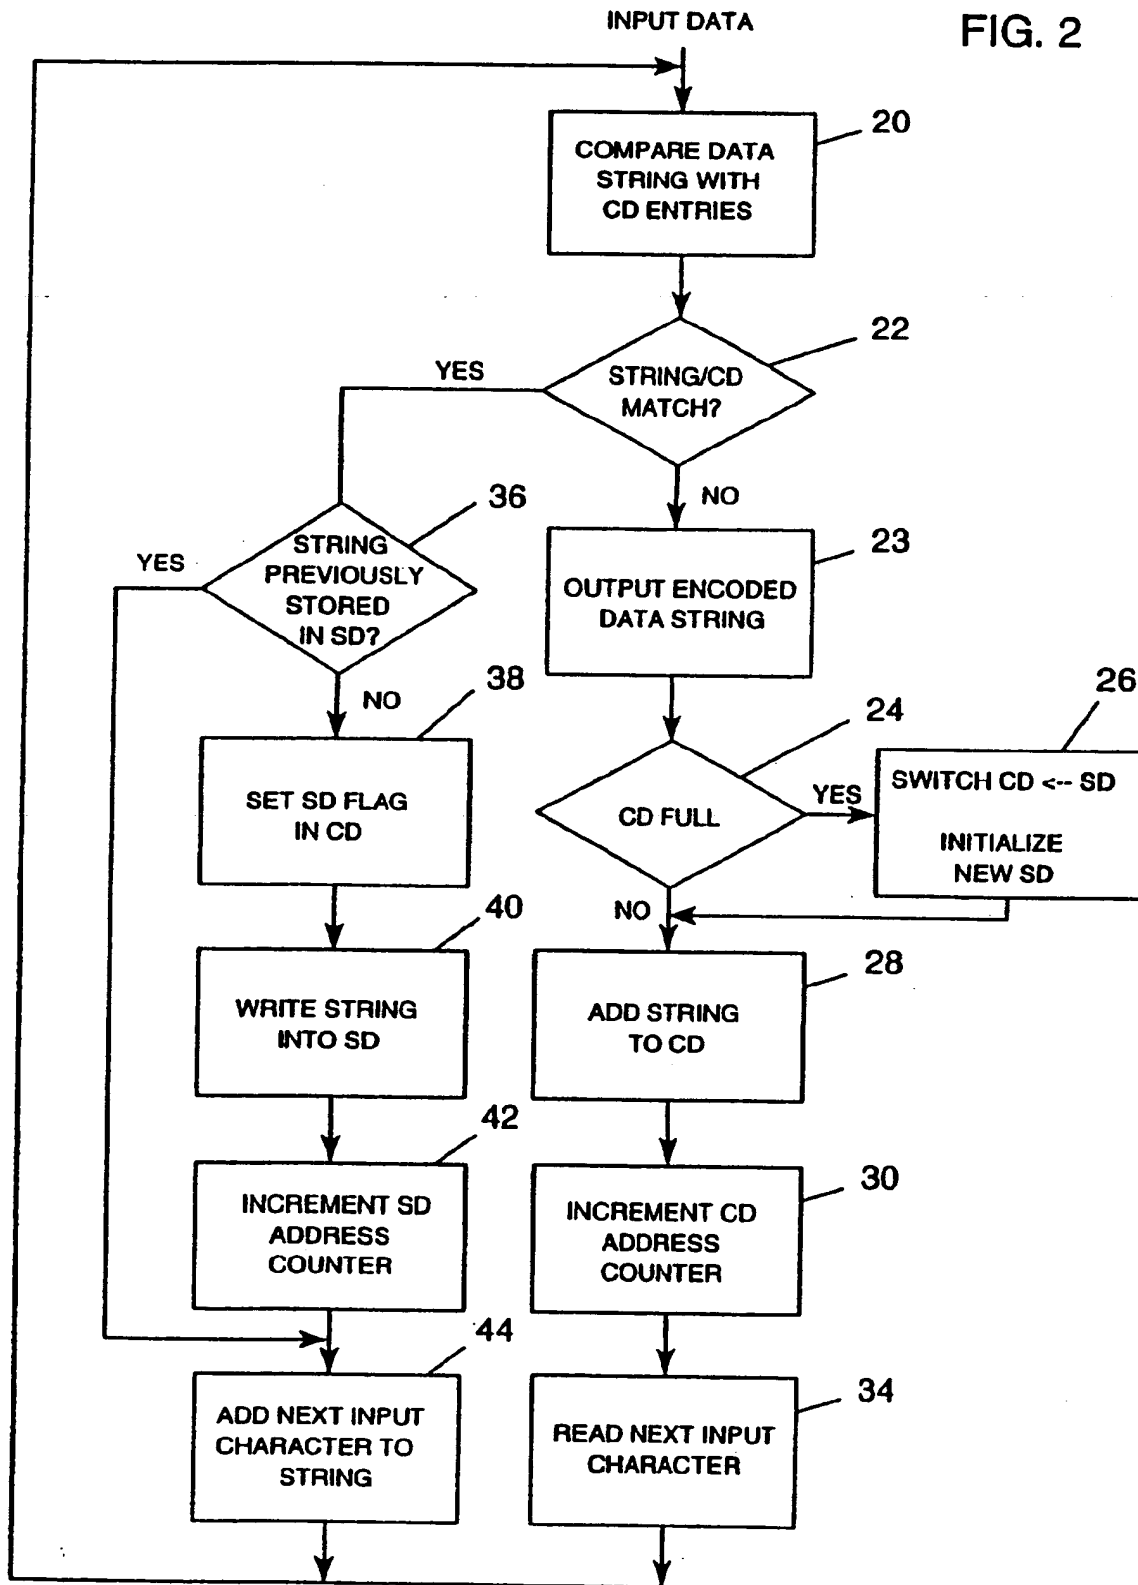 INPUT DATA
FIG. 2
20
COMPARE DATA
STRING WITH
CD ENTRIES
22
STRING/CD
MATCH?
YES
NO
36
STRING
PREVIOUSLY
STORED
IN SD?
YES
NO
23
OUTPUT ENCODED
DATA STRING
38
SET SD FLAG
IN CD
24
CD FULL
YES
NO
26
SWITCH CD <-- SD
INITIALIZE
NEW SD
40
WRITE STRING
INTO SD
28
ADD STRING
TO CD
42
INCREMENT SD
ADDRESS
COUNTER
30
INCREMENT CD
ADDRESS
COUNTER
44
ADD NEXT INPUT
CHARACTER TO
STRING
34
READ NEXT INPUT
CHARACTER